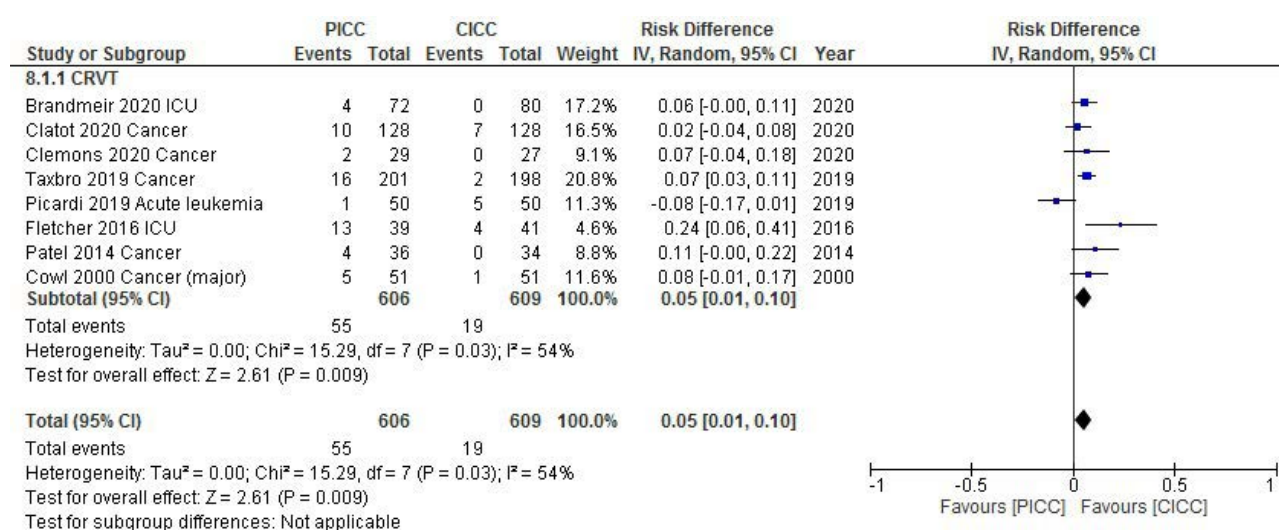 PICC CICC Risk Difference Risk Difference
Study or Subgroup Events Total Events Total Weight IV, Random, 95% CI Year IV, Random, 95% CI
8.1.1 CRVT
Brandmeir 2020 ICU 4 72 0 80 17.2% 0.06 [-0.00, 0.11] 2020
Clatot 2020 Cancer 10 128 7 128 16.5% 0.02 [-0.04, 0.08] 2020
Clemons 2020 Cancer 2 29 0 27 9.1% 0.07 [-0.04, 0.18] 2020
Taxbro 2019 Cancer 16 201 2 198 20.8% 0.07 [0.03, 0.11] 2019
Picardi 2019 Acute leukemia 1 50 5 50 11.3% -0.08 [-0.17, 0.01] 2019
Fletcher 2016 ICU 13 39 4 41 4.6% 0.24 [0.06, 0.41] 2016
Patel 2014 Cancer 4 36 0 34 8.8% 0.11 [-0.00, 0.22] 2014
Cowl 2000 Cancer (major) 5 51 1 51 11.6% 0.08 [-0.01, 0.17] 2000
Subtotal (95% CI) 606 609 100.0% 0.05 [0.01, 0.10]
Total events 55 19
Heterogeneity: Tau² = 0.00; Chi² = 15.29, df = 7 (P = 0.03); I² = 54%
Test for overall effect: Z = 2.61 (P = 0.009)
Total (95% CI) 606 609 100.0% 0.05 [0.01, 0.10]
Total events 55 19
Heterogeneity: Tau² = 0.00; Chi² = 15.29, df = 7 (P = 0.03); I² = 54%
Test for overall effect: Z = 2.61 (P = 0.009)
Test for subgroup differences: Not applicable
-1 -0.5 0 0.5 1
Favours [PICC] Favours [CICC]